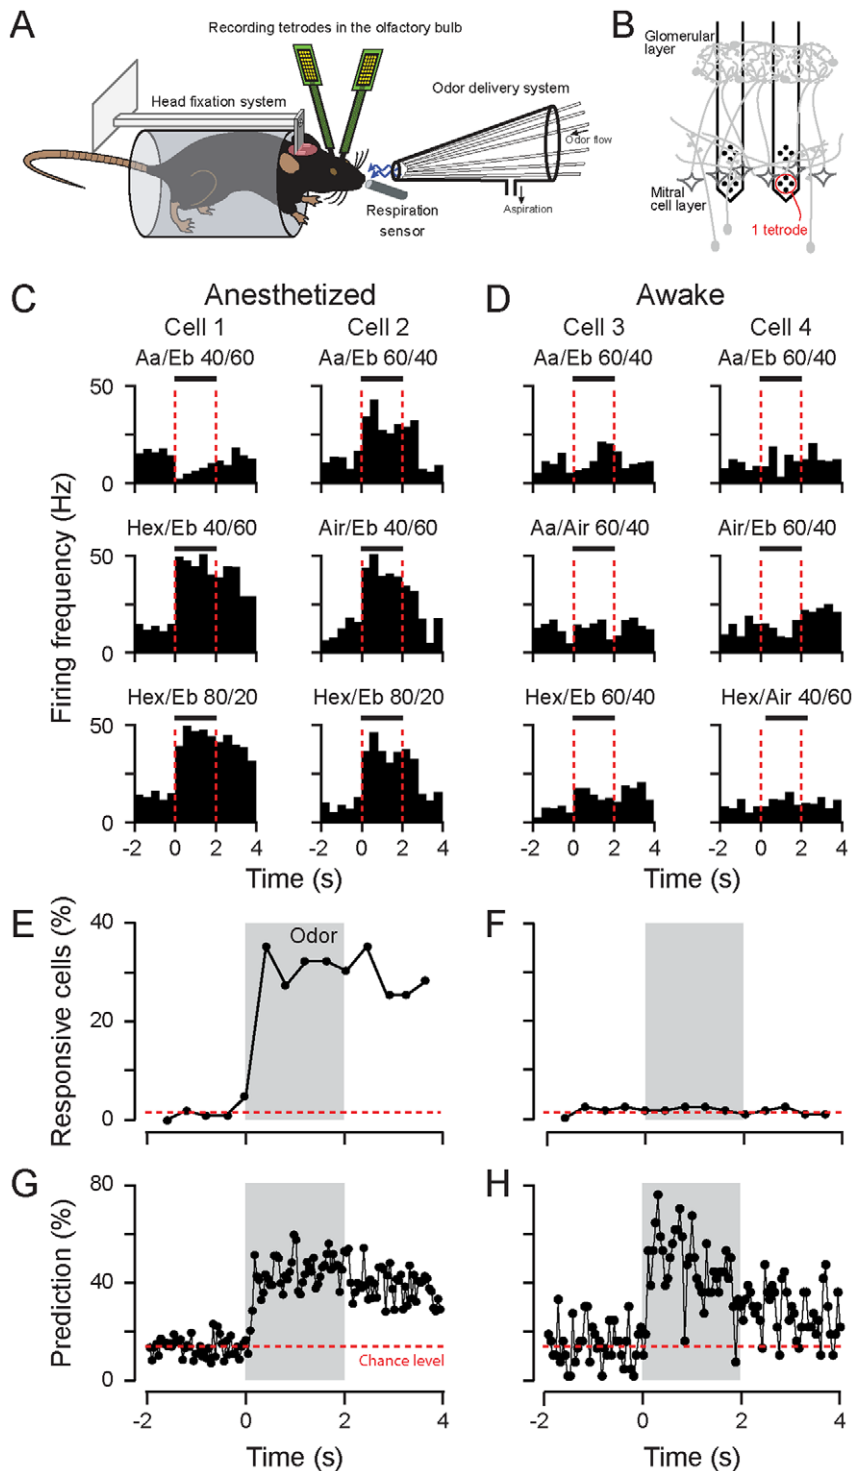 A
Recording tetrodes in the olfactory bulb
Head fixation system
Odor delivery system
Odor flow
Respiration
sensor
Aspiration
B
Glomerular
layer
Mitral
cell layer
1 tetrode
C
Anesthetized
Cell 1
Cell 2
Aa/Eb 40/60
Aa/Eb 60/40
50
0
Hex/Eb 40/60
Air/Eb 40/60
50
0
Firing frequency (Hz)
Hex/Eb 80/20
Hex/Eb 80/20
50
0
-2 0 2 4
-2 0 2 4
Time (s)
D
Awake
Cell 3
Cell 4
Aa/Eb 60/40
Aa/Eb 60/40
Aa/Air 60/40
Air/Eb 60/40
Hex/Eb 60/40
Hex/Air 40/60
-2 0 2 4
-2 0 2 4
Time (s)
E
Responsive cells (%)
40
20
0
Odor
F
G
Prediction (%)
80
40
0
Chance level
-2 0 2 4
Time (s)
H
-2 0 2 4
Time (s)